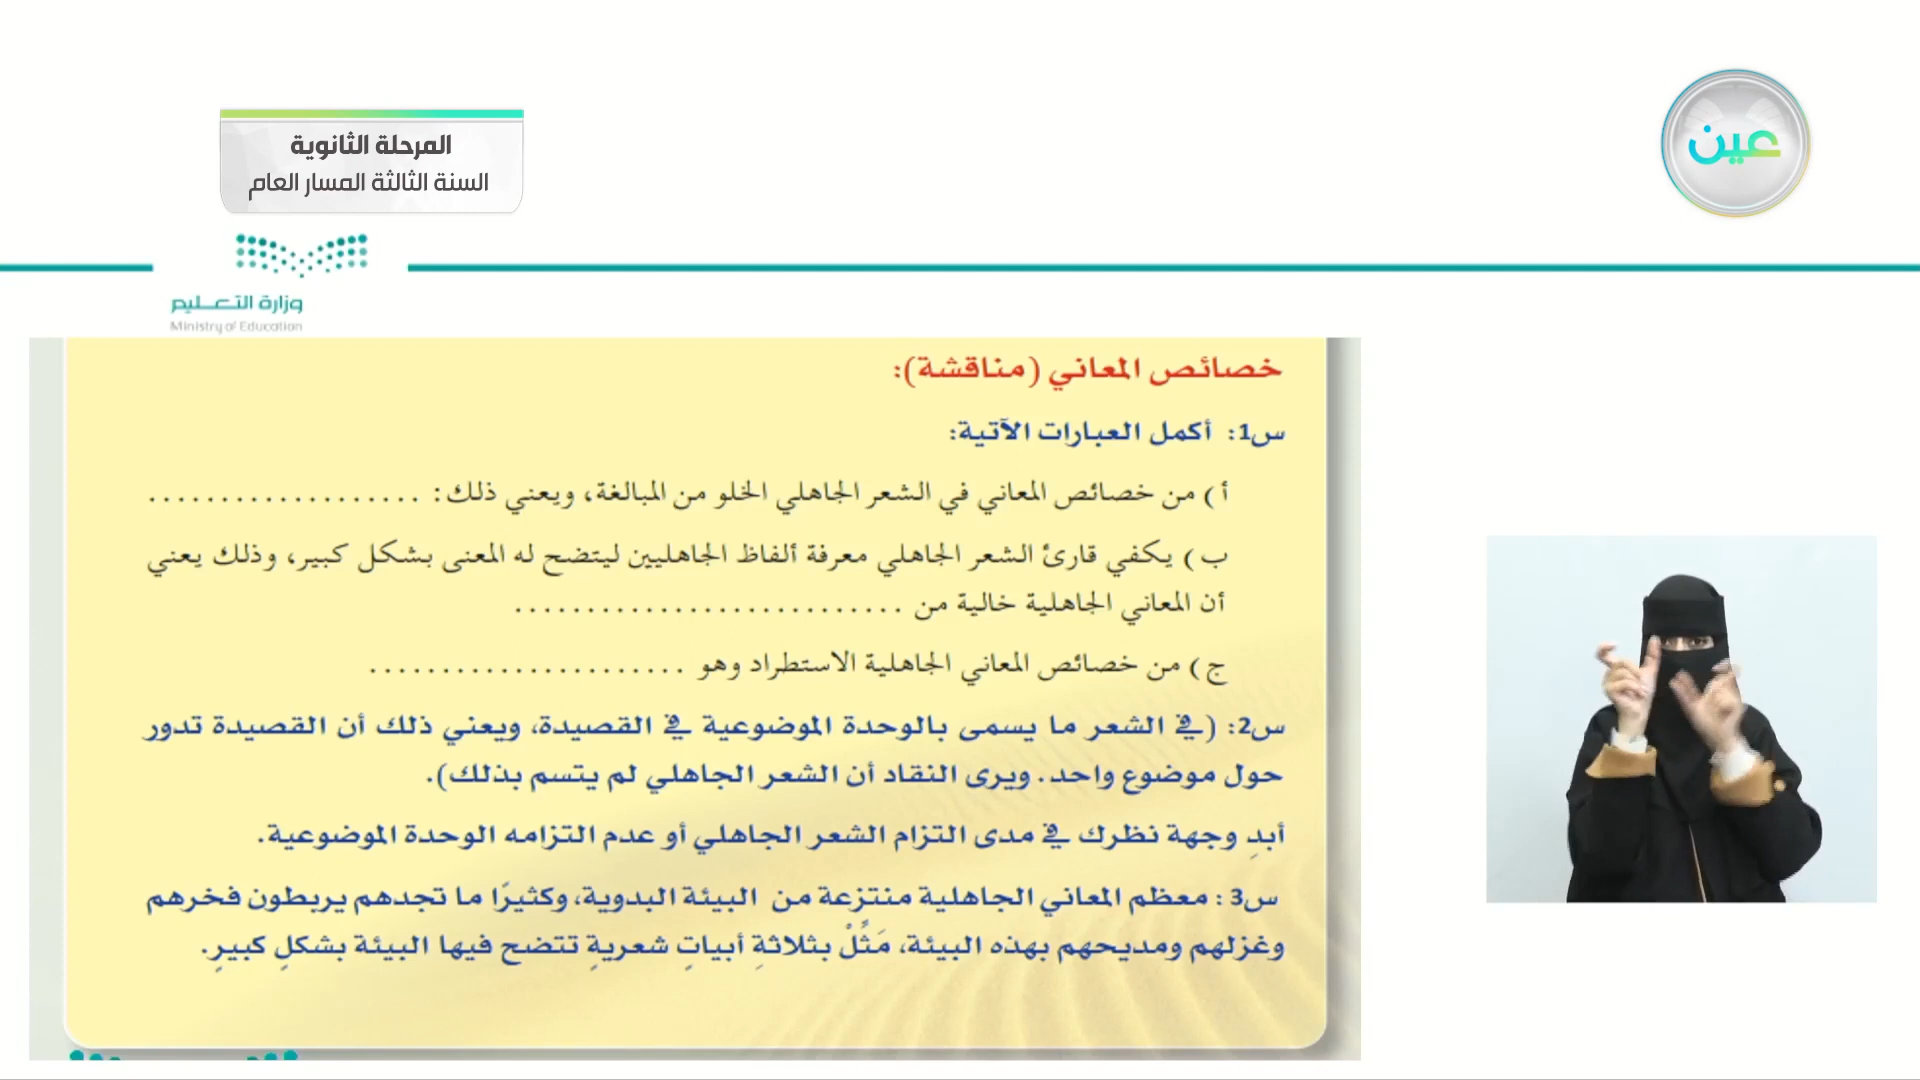 المرحلة الثانوية
السنة الثالثة المسار العام
عين
وزارة التعليم
Ministry of Education
خصائص المعاني (مناقشة):
س1: أكمل العبارات الآتية:
أ) من خصائص المعاني في الشعر الجاهلي الخلو من المبالغة، ويعني ذلك: ...................
ب) يكفي قارئ الشعر الجاهلي معرفة ألفاظ الجاهليين ليتضح له المعنى بشكل كبير، وذلك يعني
أن المعاني الجاهلية خالية من ...........................
ج) من خصائص المعاني الجاهلية الاستطراد وهو ......................
س2: (في الشعر ما يسمى بالوحدة الموضوعية في القصيدة، ويعني ذلك أن القصيدة تدور
حول موضوع واحد. ويرى النقاد أن الشعر الجاهلي لم يتسم بذلك).
أبدِ وجهة نظرك في مدى التزام الشعر الجاهلي أو عدم التزامه الوحدة الموضوعية.
س3: معظم المعاني الجاهلية منتزعة من البيئة البدوية، وكثيرًا ما تجدهم يربطون فخرهم
وغزلهم ومديحهم بهذه البيئة، مَثِّلْ بثلاثةِ أبياتٍ شعريةٍ تتضح فيها البيئة بشكلٍ كبيرٍ.